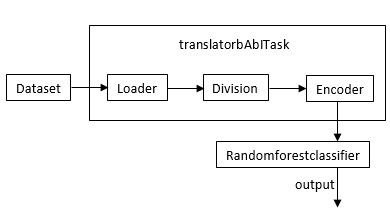 translatorbAbITask
Dataset
Loader
Division
Encoder
Randomforestclassifier
output